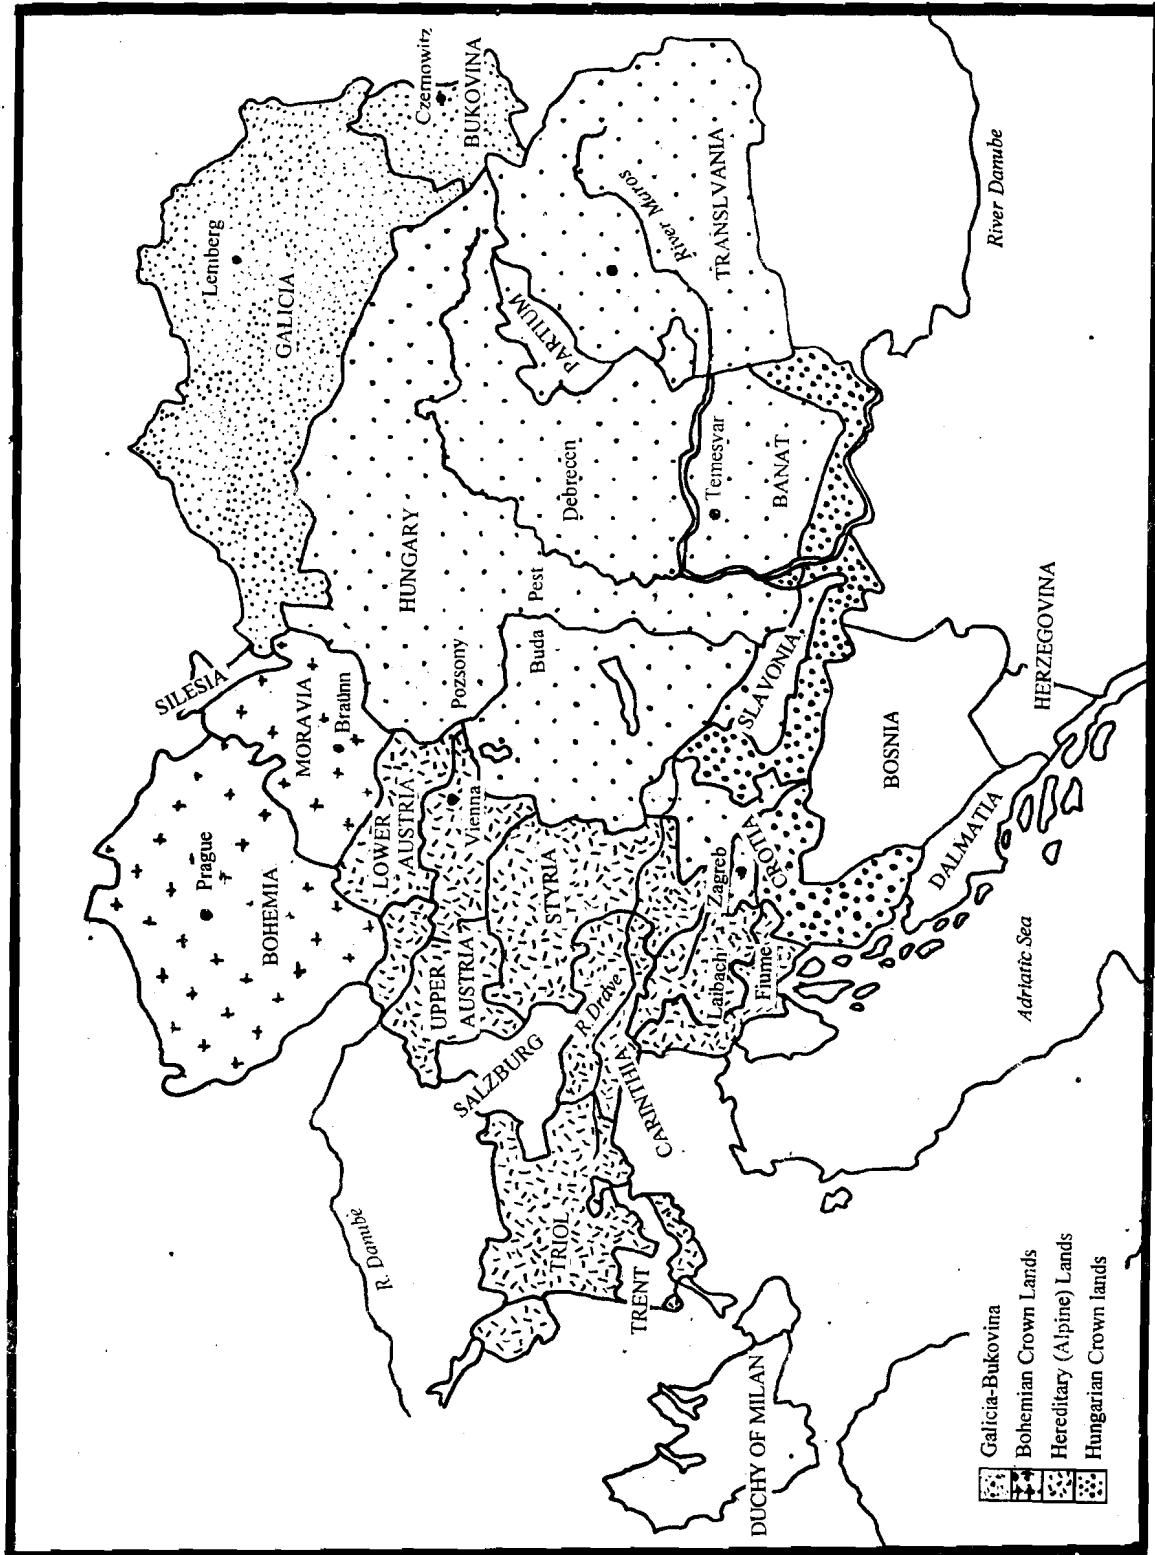 GALICIA
Lemberg
Czernowitz
BUKOVINA
SILESIA
MORAVIA
Braünn
Prague
BOHEMIA
HUNGARY
Pozsony
Pest
Buda
Debrecen
PARTIUM
River Muros
TRANSLVANIA
Temesvar
BANAT
River Danube
LOWER
AUSTRIA
Vienna
UPPER
AUSTRIA
STYRIA
SALZBURG
R. Drave
CARINTHIA
R. Danube
TRIOL
TRENT
DUCHY OF MILAN
Laibach
Zagreb
Fiume
CROTIA
SLAVONIA
BOSNIA
HERZEGOVINA
DALMATIA
Adriatic Sea
Galicia-Bukovina
Bohemian Crown Lands
Hereditary (Alpine) Lands
Hungarian Crown lands